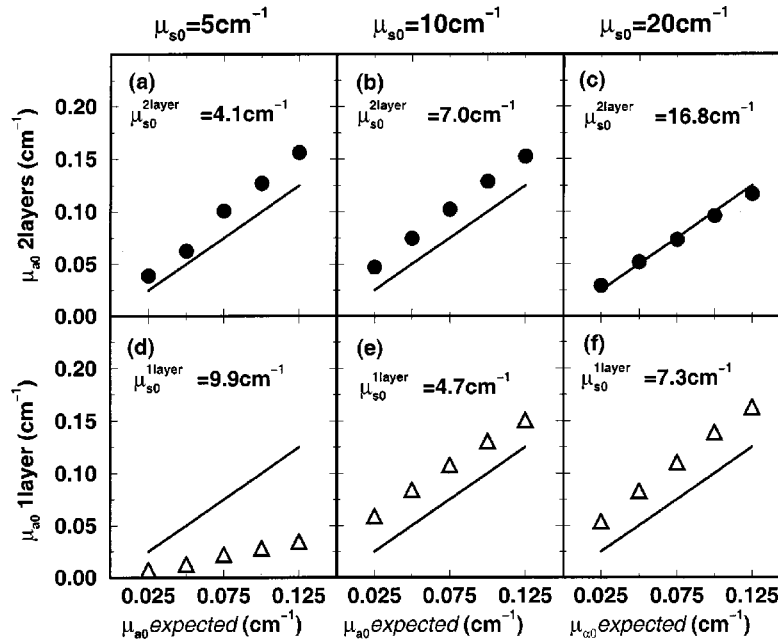 μs0=5cm⁻¹ μs0=10cm⁻¹ μs0=20cm⁻¹
(a) (b) (c)
μs0 2layer =4.1cm⁻¹ μs0 2layer =7.0cm⁻¹ μs0 2layer =16.8cm⁻¹
μa0 2layers (cm⁻¹)
0.20
0.15
0.10
0.05
0.00
(d) (e) (f)
μs0 1layer =9.9cm⁻¹ μs0 1layer =4.7cm⁻¹ μs0 1layer =7.3cm⁻¹
μa0 1layer (cm⁻¹)
0.20
0.15
0.10
0.05
0.00
0.025 0.075 0.125 0.025 0.075 0.125 0.025 0.075 0.125
μa0 expected (cm⁻¹) μa0 expected (cm⁻¹) μα0 expected (cm⁻¹)